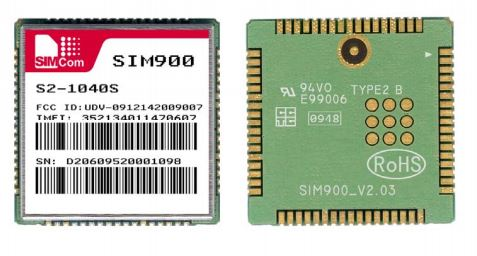 SIMCom
SIM900
S2-1040S
FCC ID:UDV-0912142009007
IMEI: 352134011470607
SN: D20609520001098
94V0
E99006
TYPE2 B
0948
RoHS
SIM900_V2.03